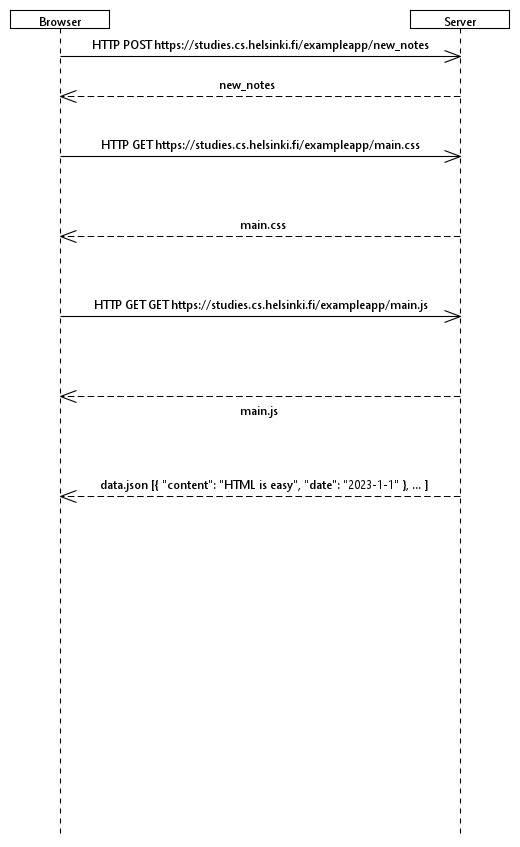 Browser Server
HTTP POST https://studies.cs.helsinki.fi/exampleapp/new_notes
new_notes
HTTP GET https://studies.cs.helsinki.fi/exampleapp/main.css
main.css
HTTP GET GET https://studies.cs.helsinki.fi/exampleapp/main.js
main.js
data.json [{ "content": "HTML is easy", "date": "2023-1-1" }, ... ]